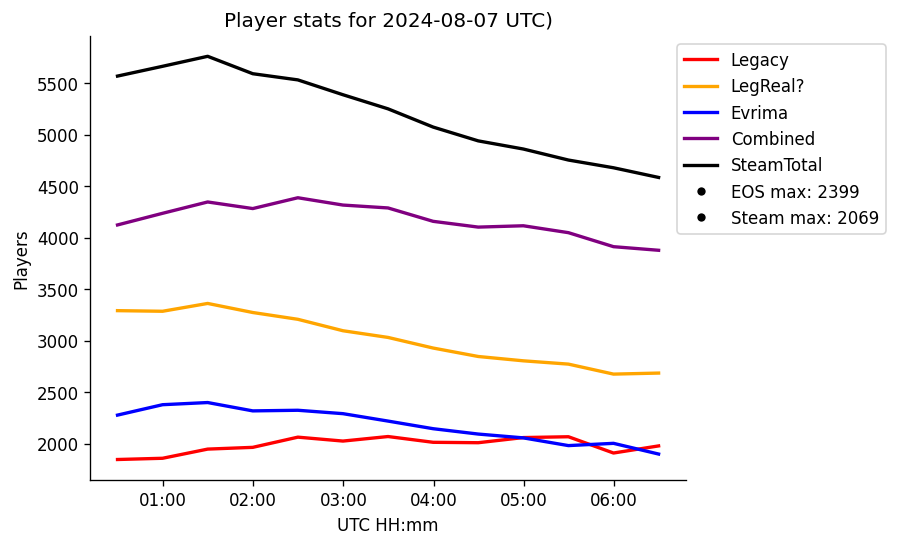 Player stats for 2024-08-07 UTC)
Legacy
LegReal?
Evrima
Combined
SteamTotal
EOS max: 2399
Steam max: 2069
Players
5500
5000
4500
4000
3500
3000
2500
2000
01:00 02:00 03:00 04:00 05:00 06:00
UTC HH:mm